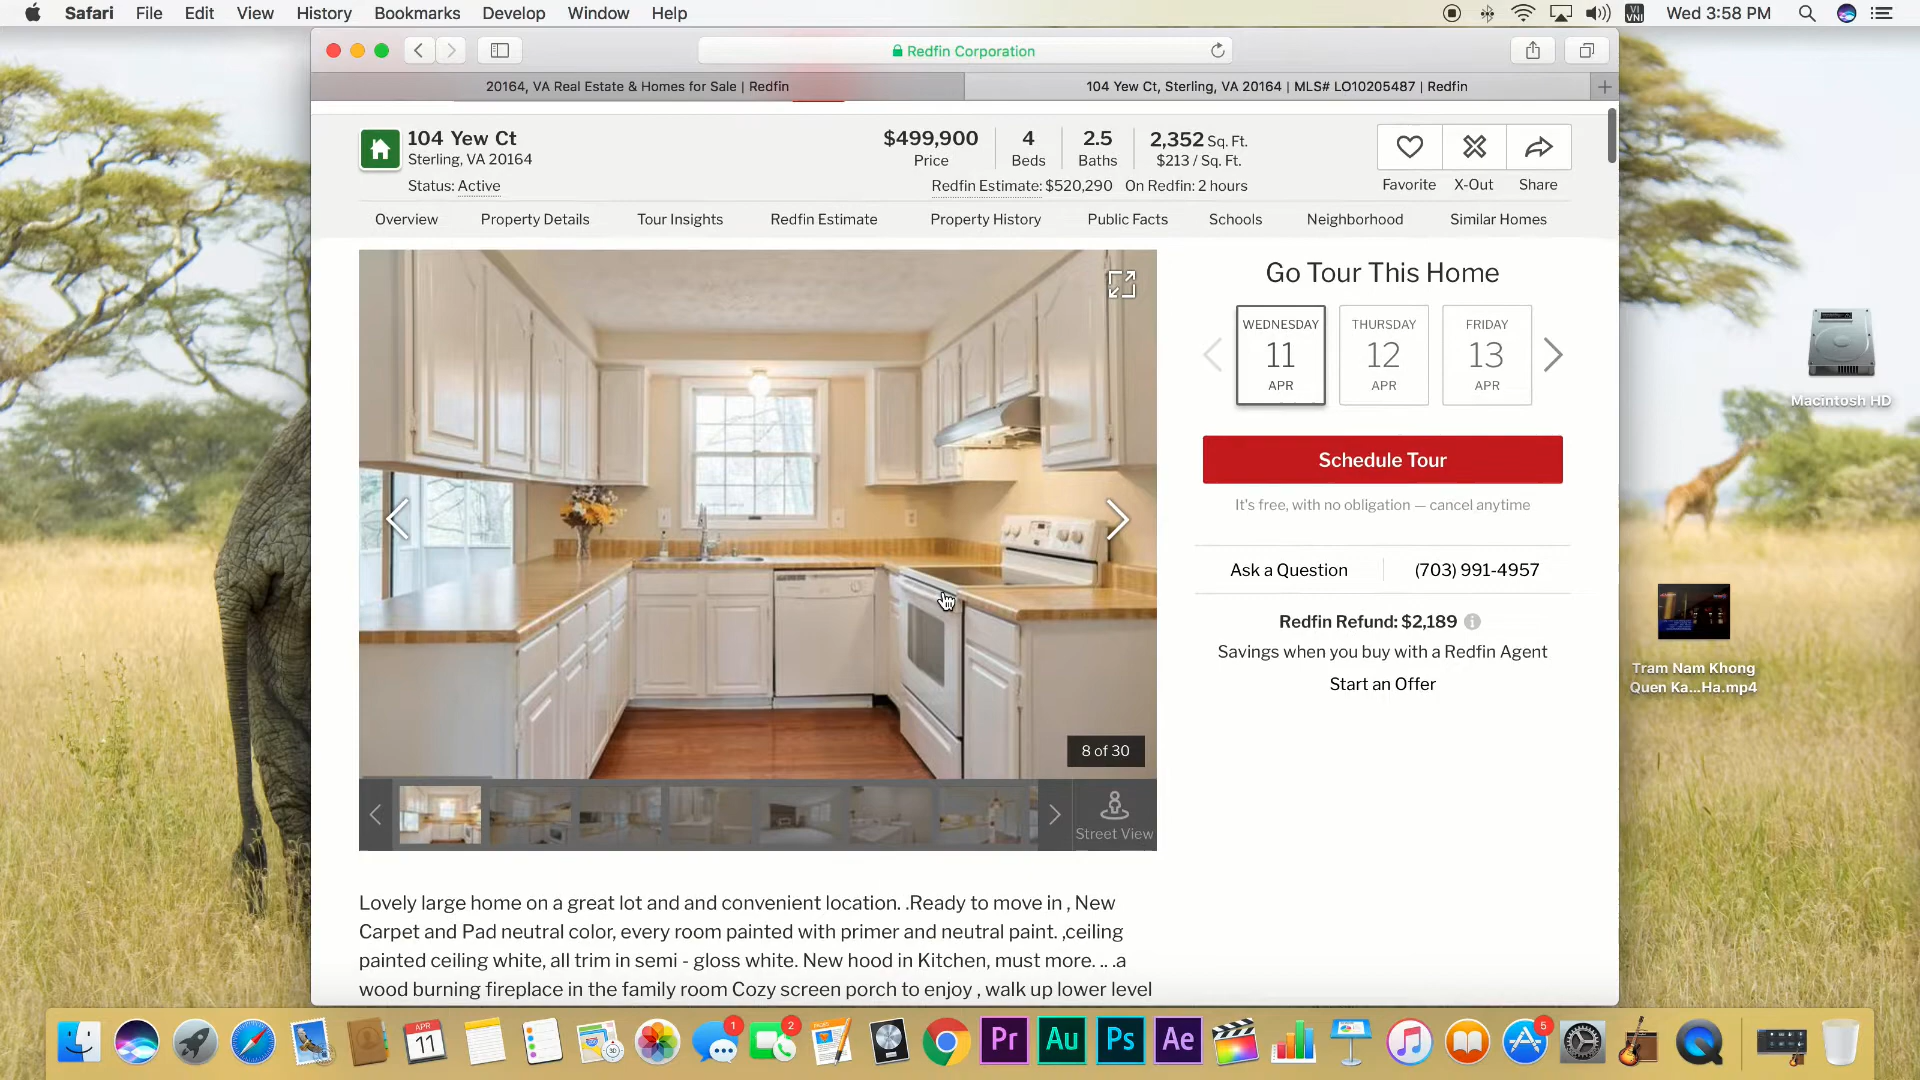 Safari File Edit View History Bookmarks Develop Window Help
VI VNI Wed 3:58 PM
Redfin Corporation
20164, VA Real Estate & Homes for Sale | Redfin
104 Yew Ct, Sterling, VA 20164 | MLS# LO10205487 | Redfin
104 Yew Ct
Sterling, VA 20164
Status: Active
$499,900 4 2.5 2,352 Sq. Ft.
Price Beds Baths $213 / Sq. Ft.
Redfin Estimate: $520,290 On Redfin: 2 hours
Favorite X-Out Share
Overview Property Details Tour Insights Redfin Estimate Property History Public Facts Schools Neighborhood Similar Homes
Go Tour This Home
WEDNESDAY THURSDAY FRIDAY
11 12 13
APR APR APR
Schedule Tour
It's free, with no obligation — cancel anytime
Ask a Question (703) 991-4957
Redfin Refund: $2,189
Savings when you buy with a Redfin Agent
Start an Offer
8 of 30
Street View
Lovely large home on a great lot and and convenient location. .Ready to move in , New
Carpet and Pad neutral color, every room painted with primer and neutral paint. ,ceiling
painted ceiling white, all trim in semi - gloss white. New hood in Kitchen, must more. .. .a
wood burning fireplace in the family room Cozy screen porch to enjoy , walk up lower level
Macintosh HD
Tram Nam Khong
Quen Ka...Ha.mp4
APR
11
1
2
Pr
Au
Ps
Ae
5